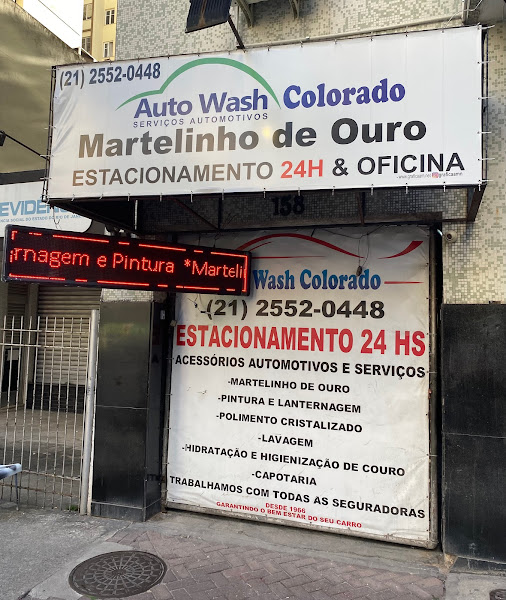 (21) 2552-0448
Auto Wash Colorado
SERVIÇOS AUTOMOTIVOS
Martelinho de Ouro
ESTACIONAMENTO 24H & OFICINA
158
EVIDE
rnagem e Pintura *Marteli
Wash Colorado
(21) 2552-0448
ESTACIONAMENTO 24 HS
ACESSÓRIOS AUTOMOTIVOS E SERVIÇOS
-MARTELINHO DE OURO
-PINTURA E LANTERNAGEM
-POLIMENTO CRISTALIZADO
-LAVAGEM
-HIDRATAÇÃO E HIGIENIZAÇÃO DE COURO
-CAPOTARIA
TRABALHAMOS COM TODAS AS SEGURADORAS
DESDE 1966
GARANTINDO O BEM ESTAR DO SEU CARRO